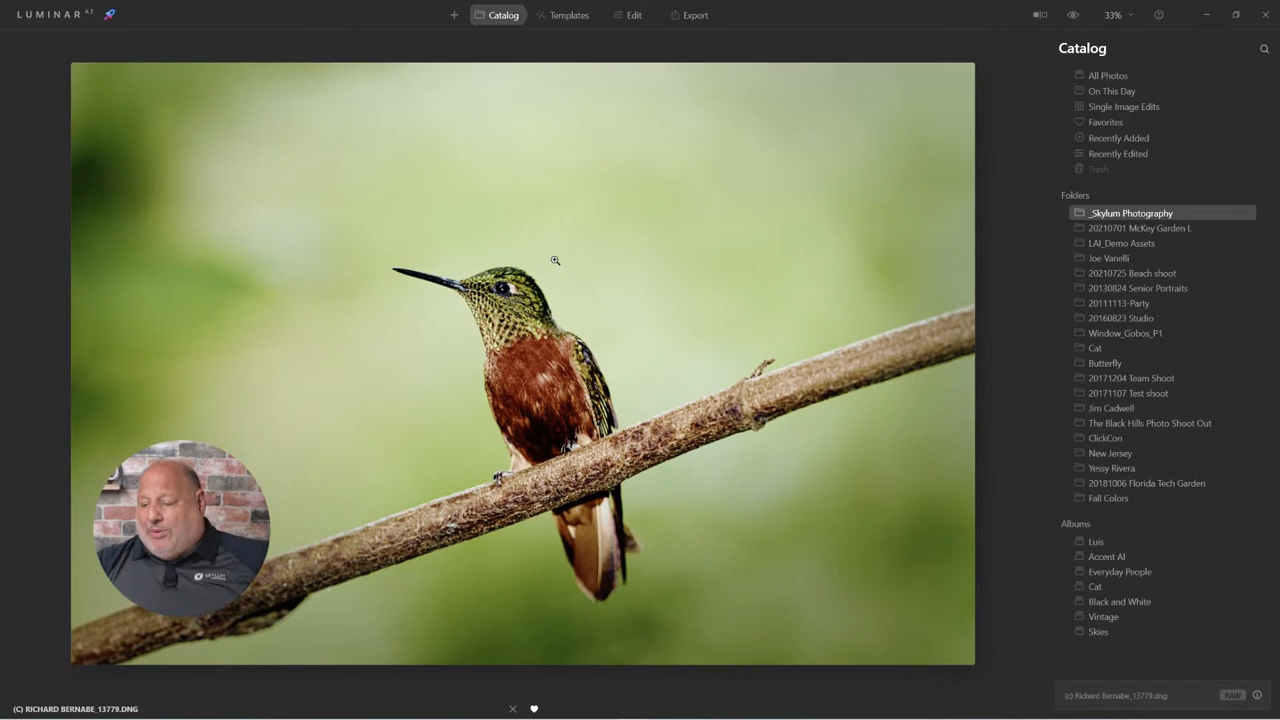 LUMINAR AI
Catalog
Templates
Edit
Export
33%
Catalog
All Photos
On This Day
Single Image Edits
Favorites
Recently Added
Recently Edited
Trash
Folders
_Skylum Photography
20210701 McKey Garden L
LAI_Demo Assets
Joe Vanelli
20210725 Beach shoot
20130824 Senior Portraits
20111113-Party
20160823 Studio
Window_Gobos_P1
Cat
Butterfly
20171204 Team Shoot
20171107 Test shoot
Jim Cadwell
The Black Hills Photo Shoot Out
ClickCon
New Jersey
Yessy Rivera
20181006 Florida Tech Garden
Fall Colors
Albums
Luis
Accent AI
Everyday People
Cat
Black and White
Vintage
Skies
SKYLUM
(c) Richard Bernabe_13779.dng RAW
(C) RICHARD BERNABE_13779.DNG